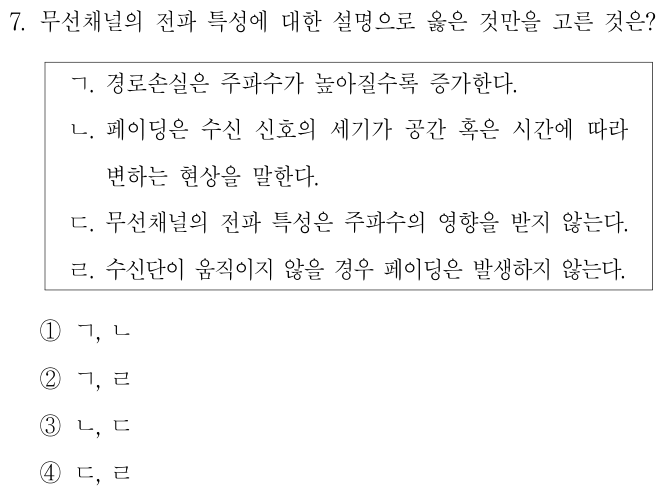 7. 무선채널의 전파 특성에 대한 설명으로 옳은 것만을 고른 것은?
ㄱ. 경로손실은 주파수가 높아질수록 증가한다.
ㄴ. 페이딩은 수신 신호의 세기가 공간 혹은 시간에 따라
변하는 현상을 말한다.
ㄷ. 무선채널의 전파 특성은 주파수의 영향을 받지 않는다.
ㄹ. 수신단이 움직이지 않을 경우 페이딩은 발생하지 않는다.
① ㄱ, ㄴ
② ㄱ, ㄹ
③ ㄴ, ㄷ
④ ㄷ, ㄹ